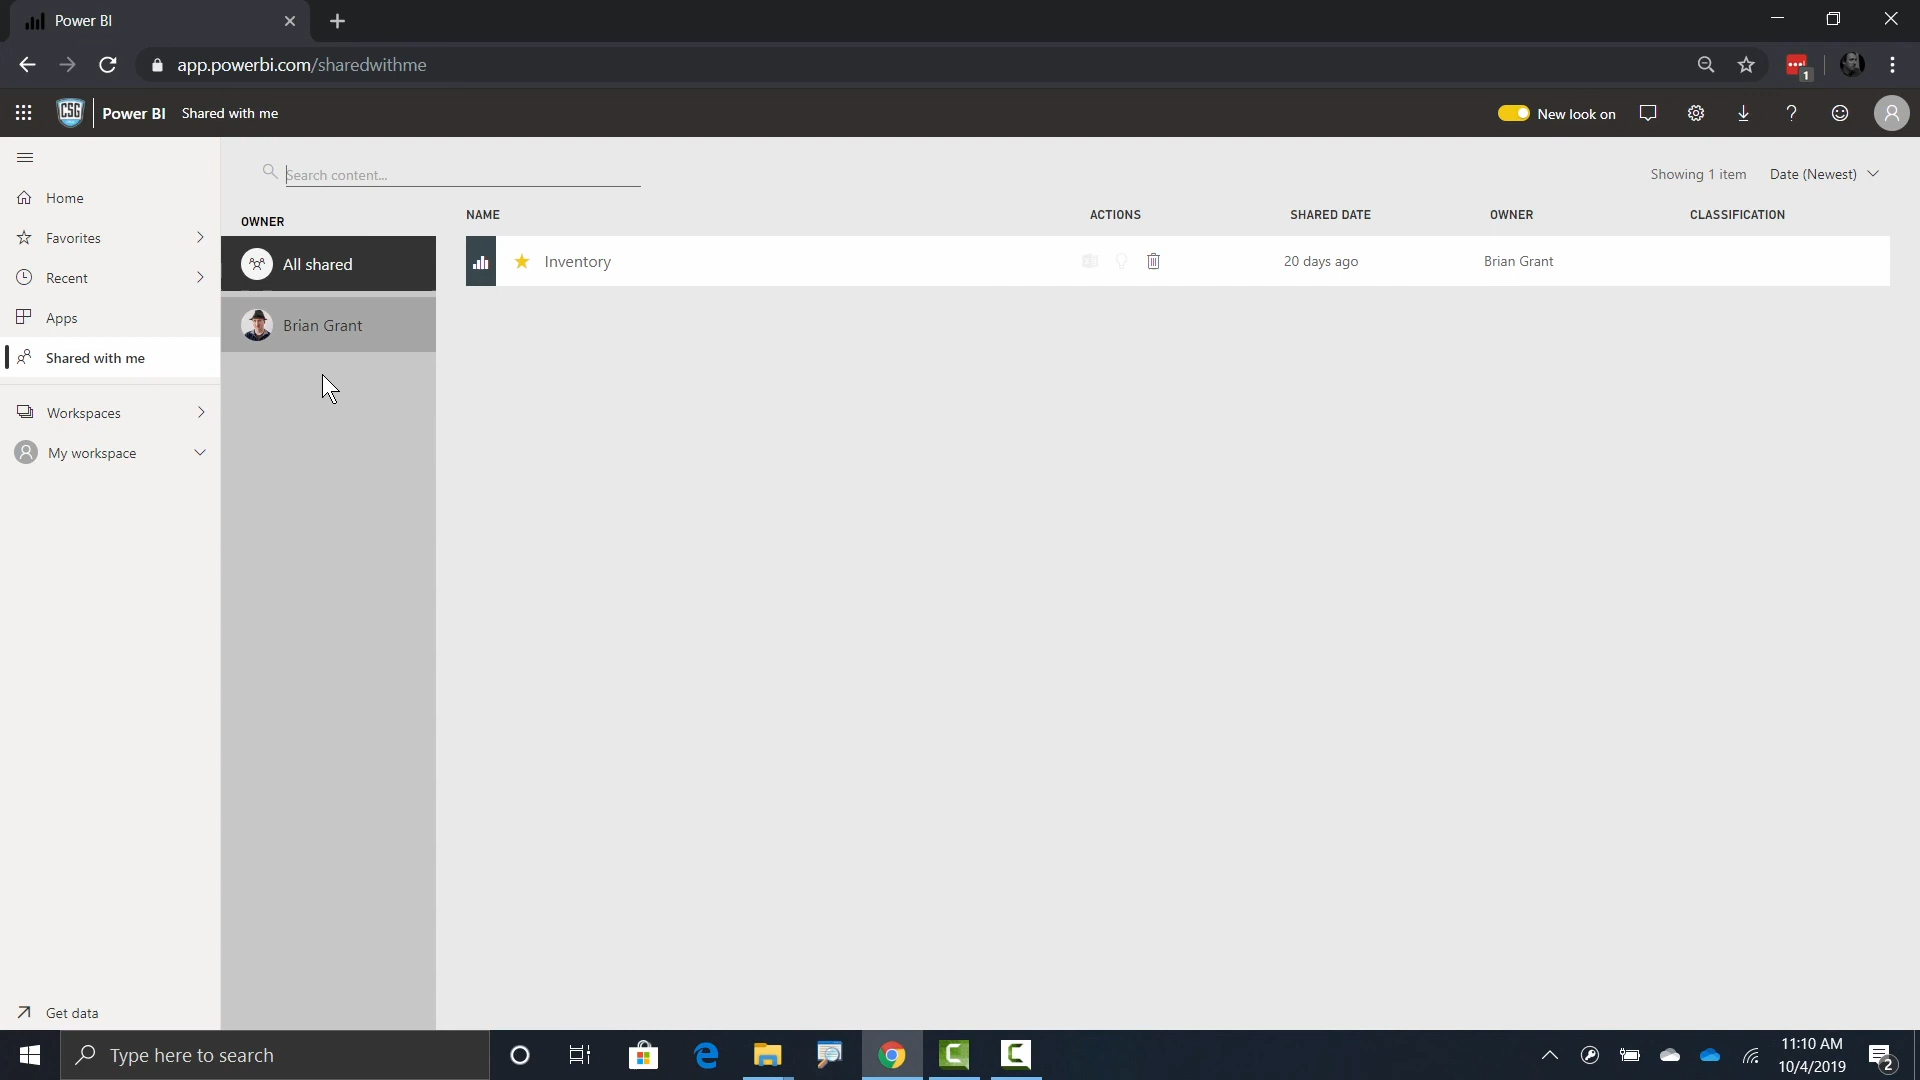 Power BI
app.powerbi.com/sharedwithme
1
CSG
Power BI
Shared with me
New look on
Home
Favorites
Recent
Apps
Shared with me
Workspaces
My workspace
Get data
Search content...
Showing 1 item
Date (Newest)
OWNER
All shared
Brian Grant
NAME ACTIONS SHARED DATE OWNER CLASSIFICATION
Inventory 20 days ago Brian Grant
Type here to search
11:10 AM
10/4/2019
2